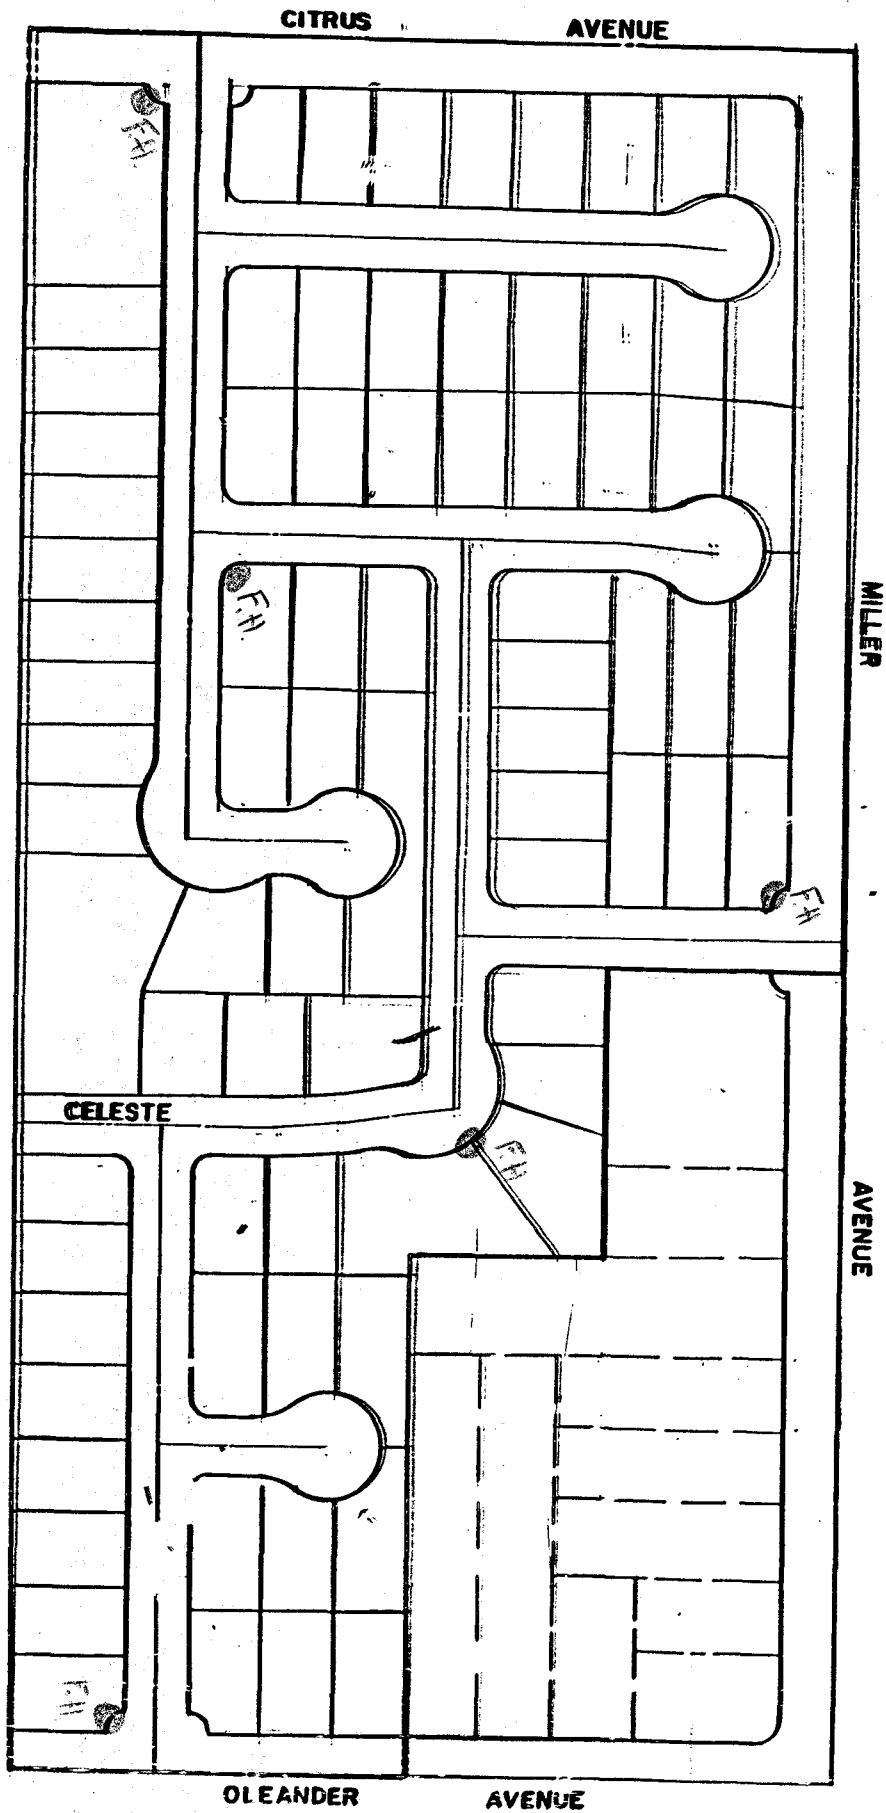 CITRUS AVENUE
F.H.
F.H.
MILLER AVENUE
F.H.
CELESTE
F.H.
F.H.
OLEANDER AVENUE